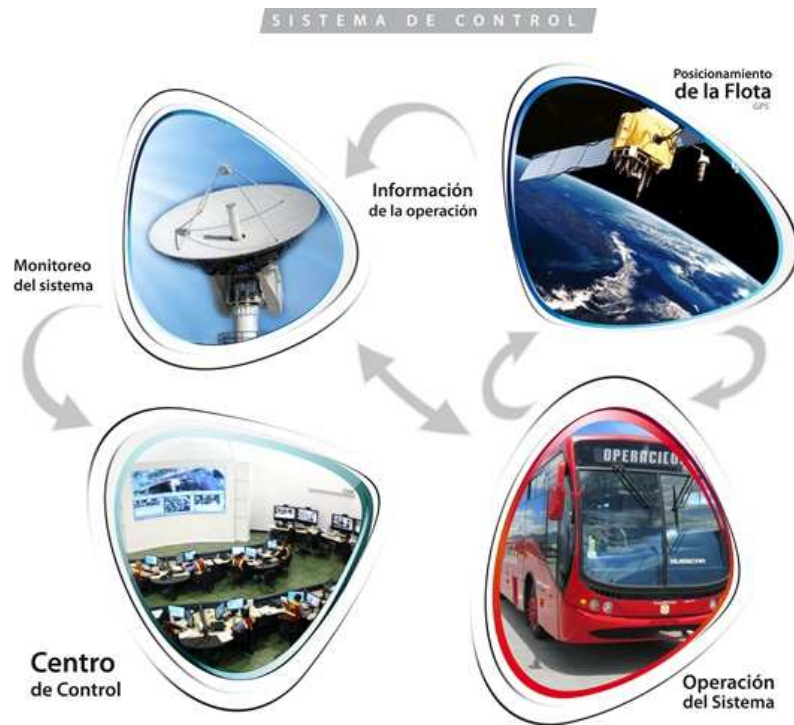 SISTEMA DE CONTROL
Posicionamiento
de la Flota
GPS
Información
de la operación
Monitoreo
del sistema
OPERACIO
BUSSCAR
Centro
de Control
Operación
del Sistema